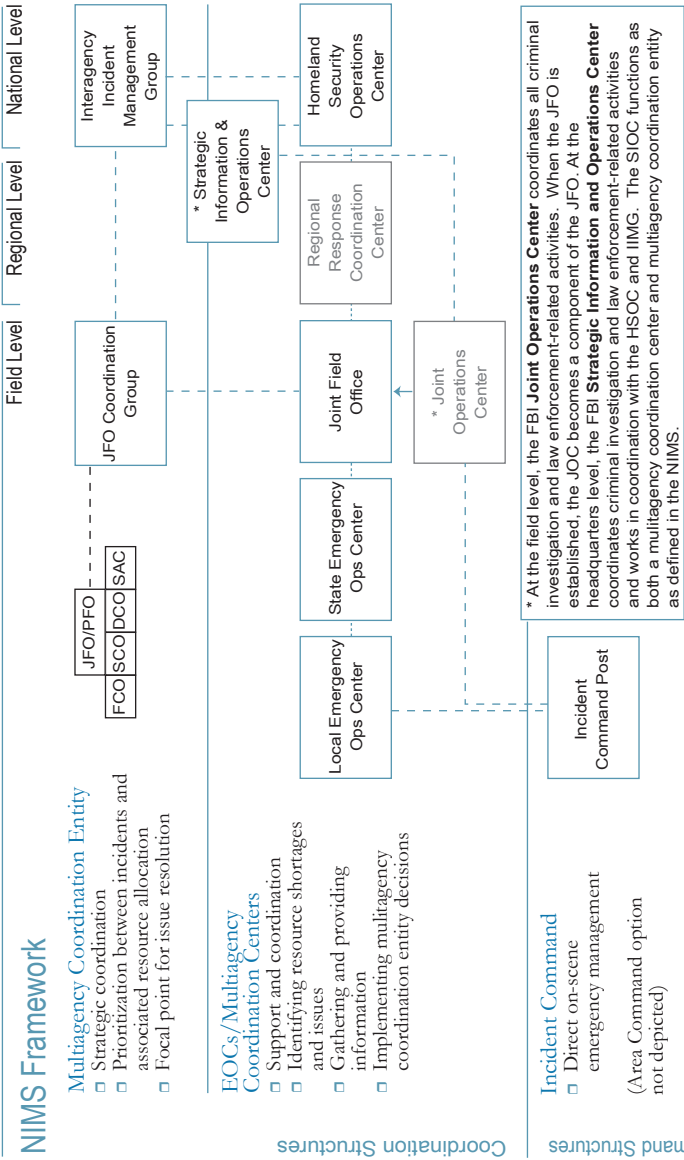 NIMS Framework
Field Level
Regional Level
National Level
Multiagency Coordination Entity
Strategic coordination
Prioritization between incidents and
associated resource allocation
Focal point for issue resolution
JFO/PFO
FCO SCO DCO SAC
JFO Coordination
Group
Interagency
Incident
Management
Group
* Strategic
Information &
Operations
Center
Coordination Structures
EOCs/Multiagency
Coordination Centers
Support and coordination
Identifying resource shortages
and issues
Gathering and providing
information
Implementing mulitagency
coordination entity decisions
Local Emergency
Ops Center
State Emergency
Ops Center
Joint Field
Office
Regional
Response
Coordination
Center
Homeland
Security
Operations
Center
* Joint
Operations
Center
mand Structures
Incident Command
Direct on-scene
emergency management
(Area Command option
not depicted)
Incident
Command Post
* At the field level, the FBI Joint Operations Center coordinates all criminal
investigation and law enforcement-related activities. When the JFO is
established, the JOC becomes a component of the JFO. At the
headquarters level, the FBI Strategic Information and Operations Center
coordinates criminal investigation and law enforcement-related activities
and works in coordination with the HSOC and IIMG. The SIOC functions as
both a mulitagency coordination center and multiagency coordination entity
as defined in the NIMS.